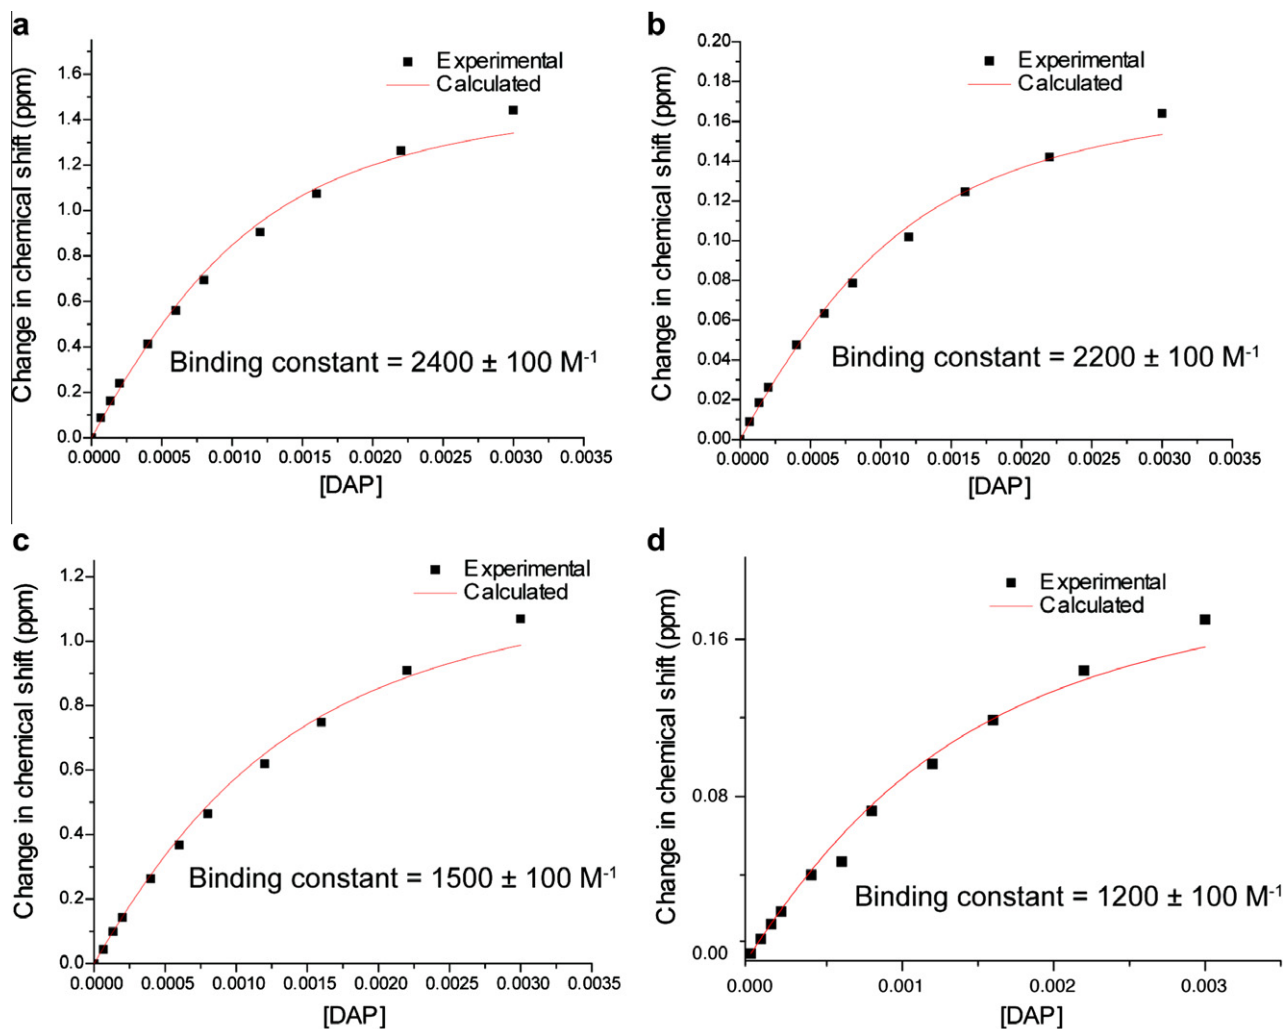 a
Change in chemical shift (ppm)
1.6
1.4
1.2
1.0
0.8
0.6
0.4
0.2
0.0
Experimental
Calculated
Binding constant = 2400 ± 100 M⁻¹
0.0000 0.0005 0.0010 0.0015 0.0020 0.0025 0.0030 0.0035
[DAP]
b
Change in chemical shift (ppm)
0.20
0.18
0.16
0.14
0.12
0.10
0.08
0.06
0.04
0.02
0.00
Experimental
Calculated
Binding constant = 2200 ± 100 M⁻¹
0.0000 0.0005 0.0010 0.0015 0.0020 0.0025 0.0030 0.0035
[DAP]
c
Change in chemical shift (ppm)
1.2
1.0
0.8
0.6
0.4
0.2
0.0
Experimental
Calculated
Binding constant = 1500 ± 100 M⁻¹
0.0000 0.0005 0.0010 0.0015 0.0020 0.0025 0.0030 0.0035
[DAP]
d
Change in chemical shift (ppm)
0.16
0.08
0.00
Experimental
Calculated
Binding constant = 1200 ± 100 M⁻¹
0.000 0.001 0.002 0.003
[DAP]